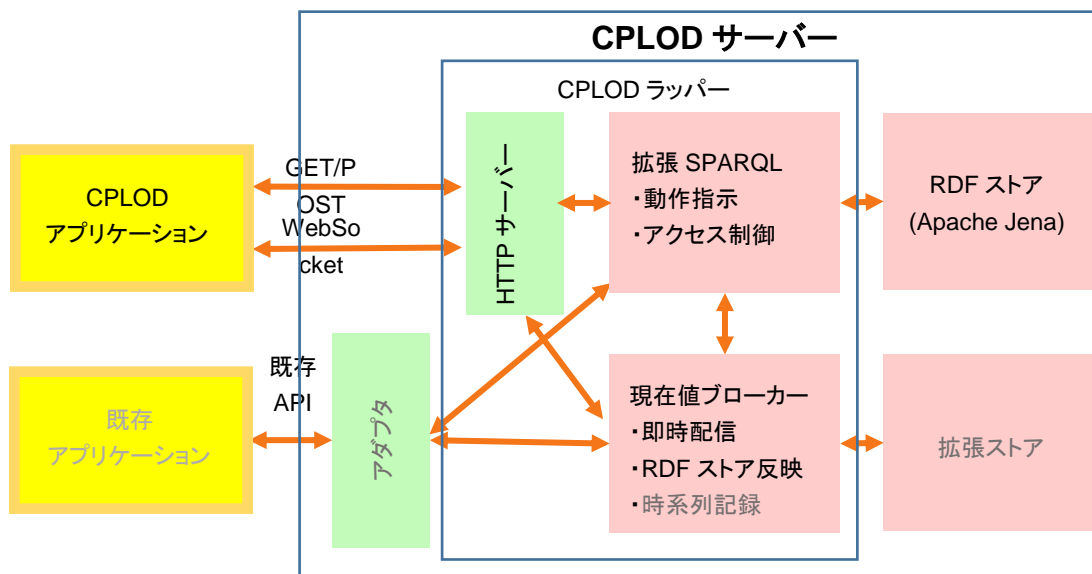 CPLOD サーバー
CPLOD ラッパー
CPLOD
アプリケーション
GET/P
OST
WebSo
cket
HTTP サーバー
拡張 SPARQL
・動作指示
・アクセス制御
RDF ストア
(Apache Jena)
既存
アプリケーション
既存
API
アダプタ
現在値ブローカー
・即時配信
・RDF ストア反映
・時系列記録
拡張ストア